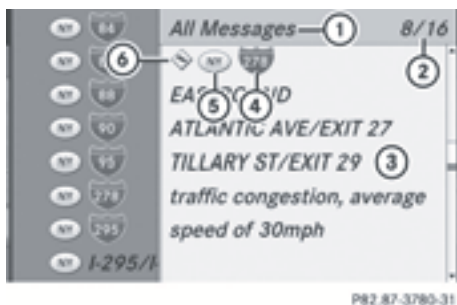 NY 84 All Messages 1 8/16
NY 6 NY 278 2
NY 88 5 4
NY 90 ATLANTIC AVE/EXIT 27
NY 95 TILLARY ST/EXIT 29 3
NY 278 traffic congestion, average
NY 295 speed of 30mph
NY I-295/I-
P82.87-3780-31